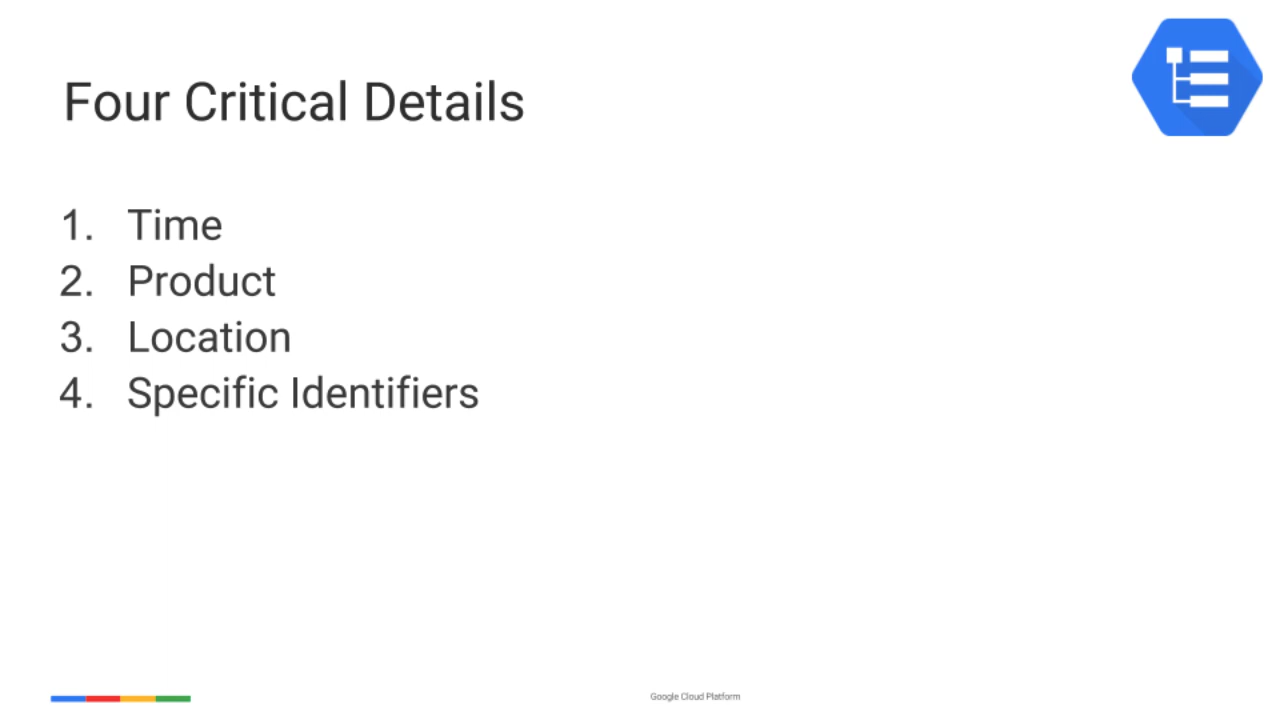 Four Critical Details
1. Time
2. Product
3. Location
4. Specific Identifiers
Google Cloud Platform